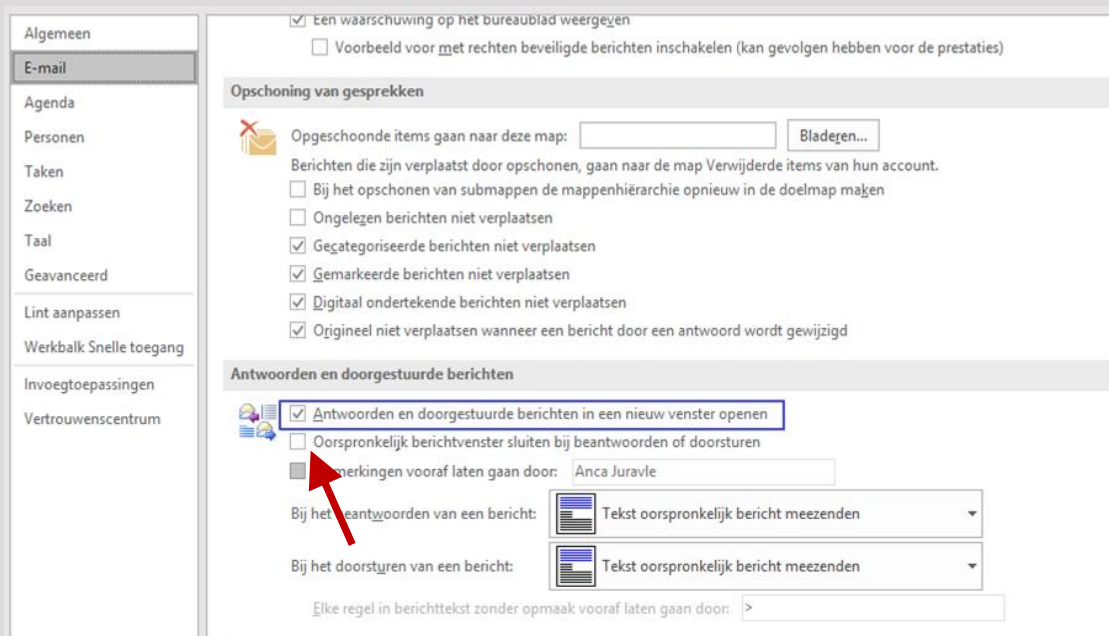 Een waarschuwing op het bureaublad weergeven
Voorbeeld voor met rechten beveiligde berichten inschakelen (kan gevolgen hebben voor de prestaties)
Algemeen
E-mail
Agenda
Personen
Taken
Zoeken
Taal
Geavanceerd
Lint aanpassen
Werkbalk Snelle toegang
Invoegtoepassingen
Vertrouwenscentrum
Opschoning van gesprekken
Opgeschoonde items gaan naar deze map:
Bladeren...
Berichten die zijn verplaatst door opschonen, gaan naar de map Verwijderde items van hun account.
Bij het opschonen van submappen de mappenhiërarchie opnieuw in de doelmap maken
Ongelezen berichten niet verplaatsen
Gecategoriseerde berichten niet verplaatsen
Gemarkeerde berichten niet verplaatsen
Digitaal ondertekende berichten niet verplaatsen
Origineel niet verplaatsen wanneer een bericht door een antwoord wordt gewijzigd
Antwoorden en doorgestuurde berichten
Antwoorden en doorgestuurde berichten in een nieuw venster openen
Oorspronkelijk berichtvenster sluiten bij beantwoorden of doorsturen
merkingen vooraf laten gaan door: Anca Juravle
Bij het beantwoorden van een bericht: Tekst oorspronkelijk bericht meezenden
Bij het doorsturen van een bericht: Tekst oorspronkelijk bericht meezenden
Elke regel in berichttekst zonder opmaak vooraf laten gaan door: >